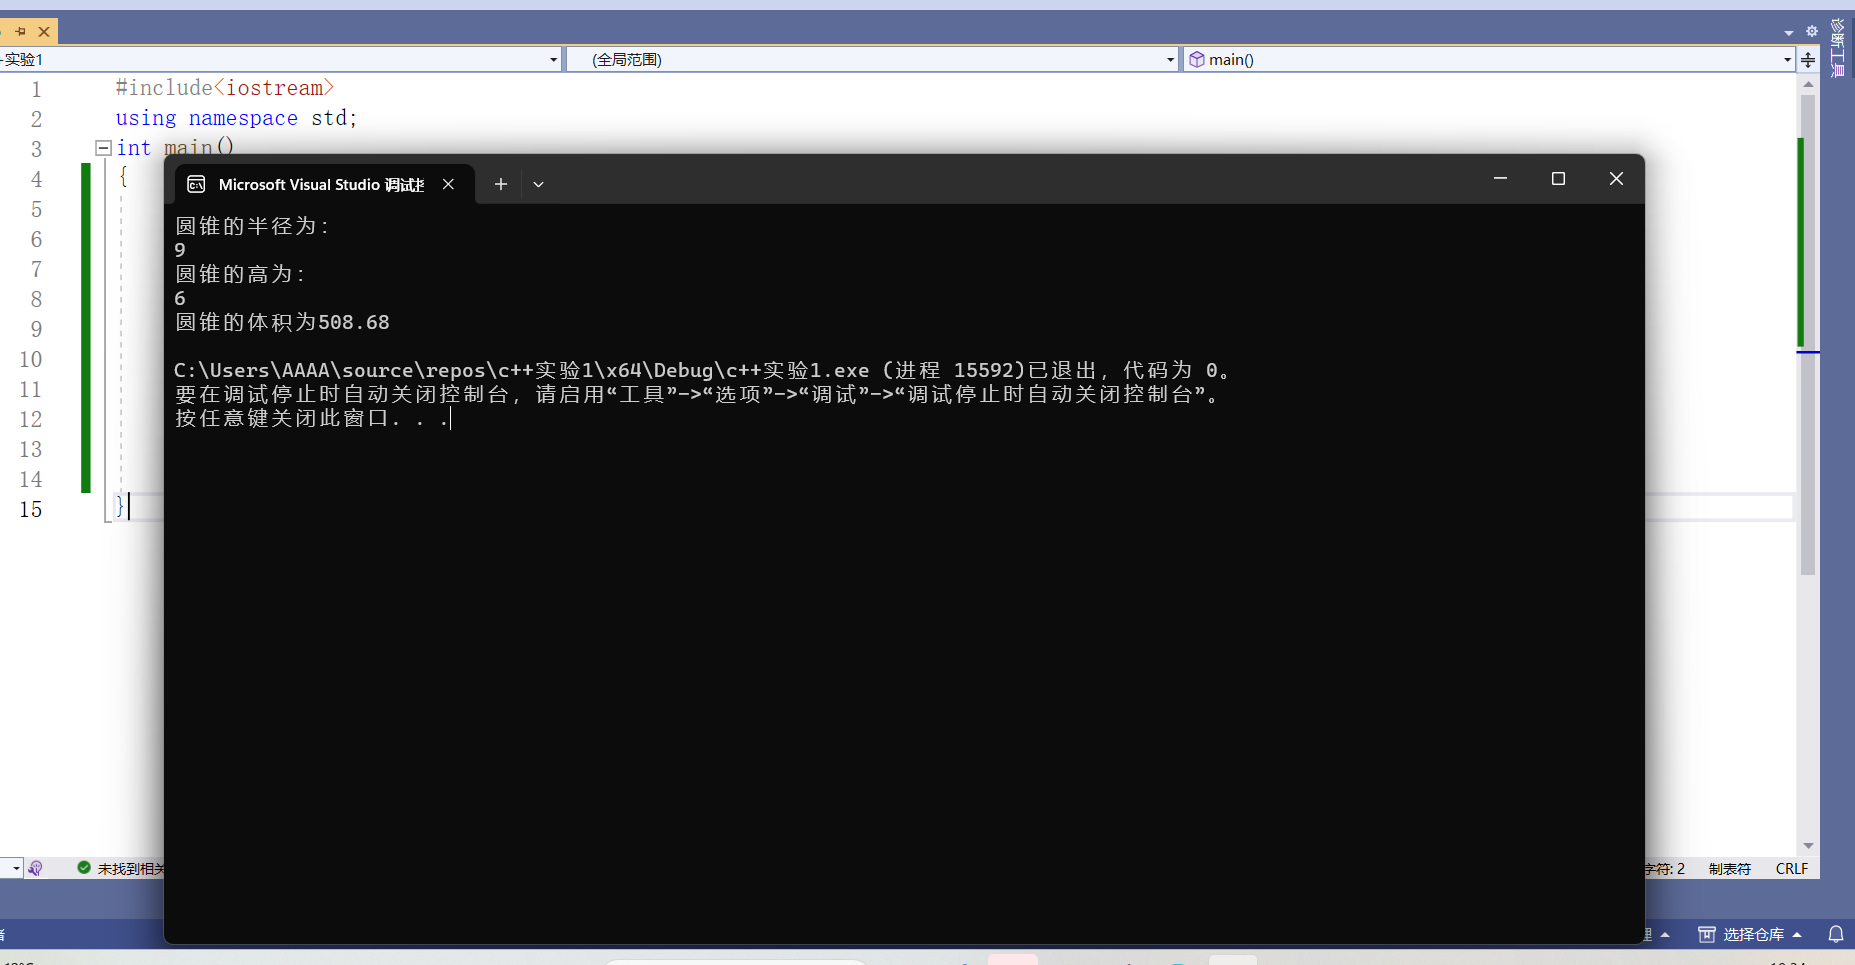 实验1
(全局范围)
main()
诊断工具
1 #include<iostream>
2 using namespace std;
3 int main()
4 {
5
6
7
8
9
10
11
12
13
14
15 }
Microsoft Visual Studio 调试
圆锥的半径为：
9
圆锥的高为：
6
圆锥的体积为508.68
C:\Users\AAAA\source\repos\c++实验1\x64\Debug\c++实验1.exe (进程 15592)已退出，代码为 0。
要在调试停止时自动关闭控制台，请启用“工具”->“选项”->“调试”->“调试停止时自动关闭控制台”。
按任意键关闭此窗口. . .
未找到相关
字符: 2 制表符 CRLF
选择仓库